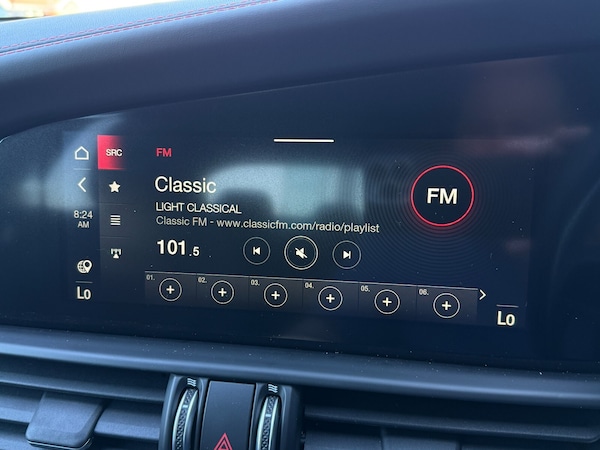 SRC
FM
Classic
LIGHT CLASSICAL
Classic FM - www.classicfm.com/radio/playlist
FM
8:24
AM
101.5
01. 02. 03. 04. 05. 06.
Lo
Lo